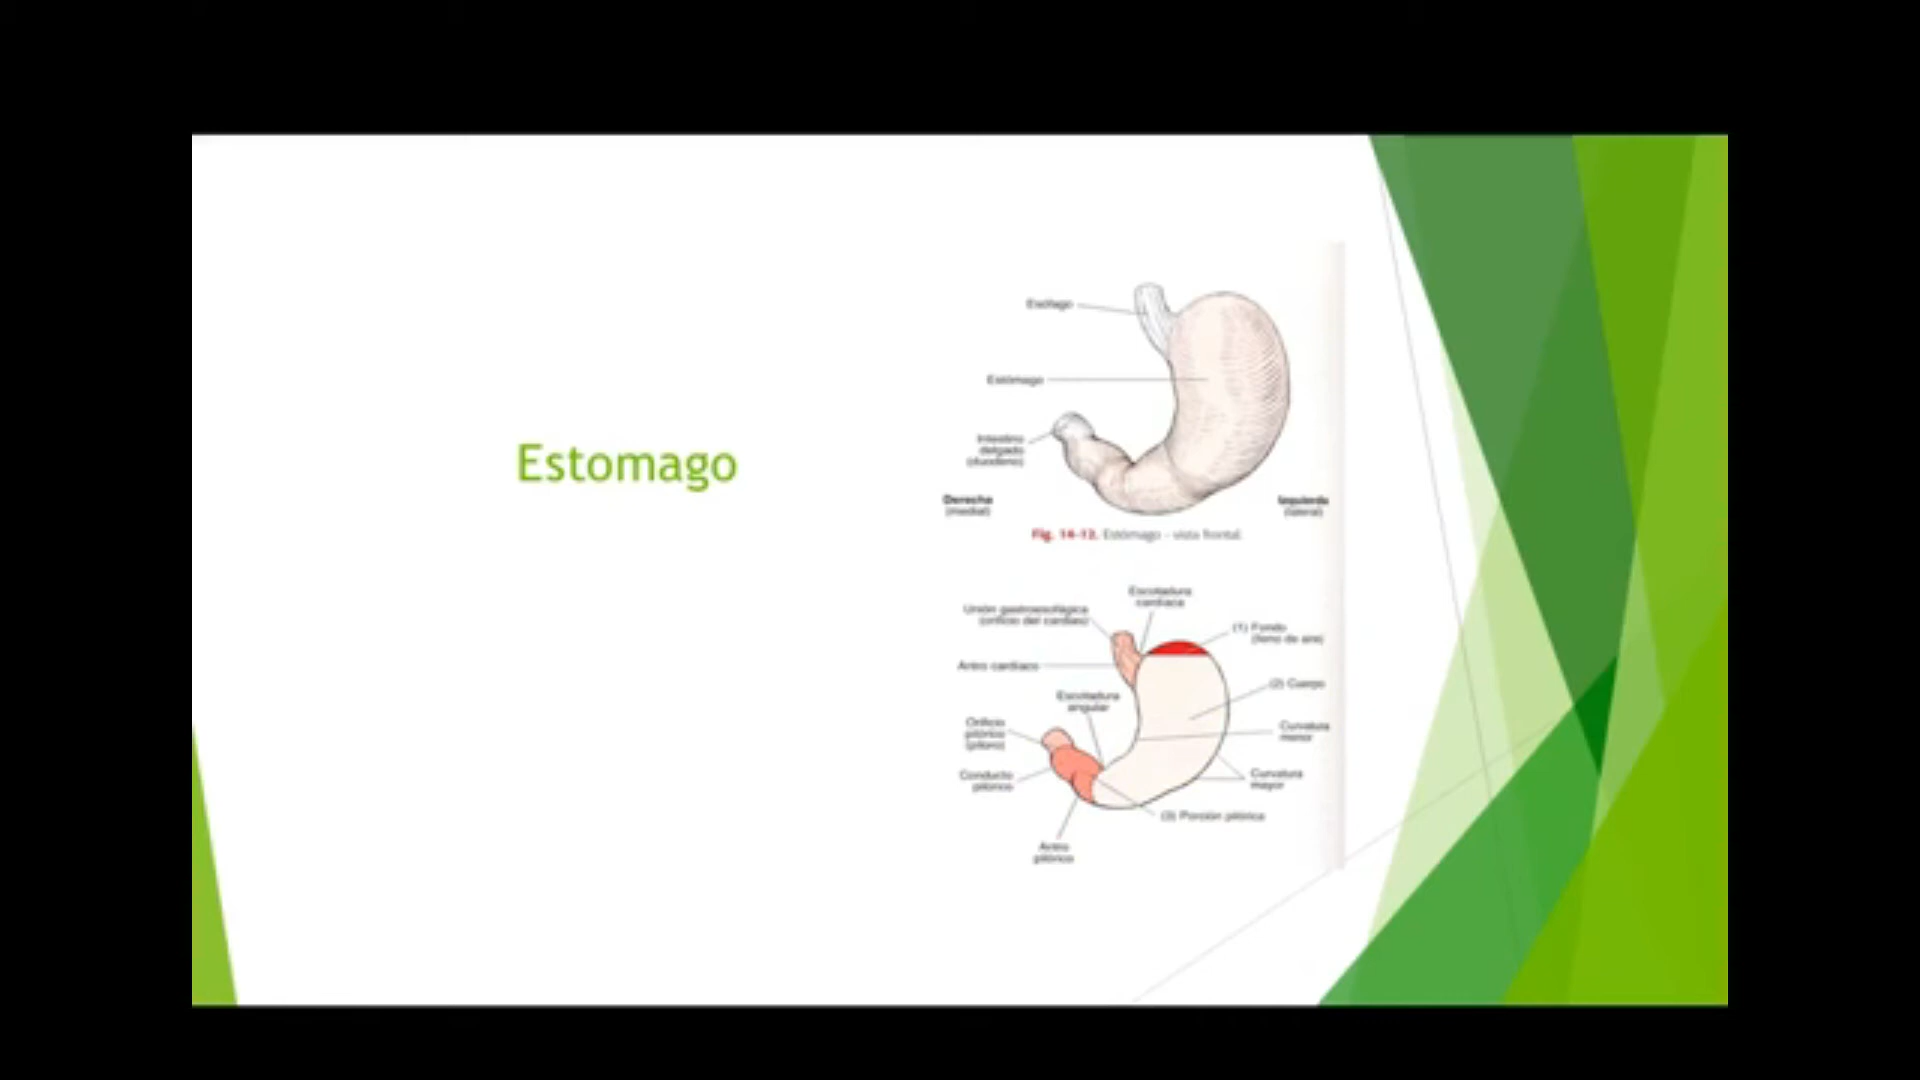 Estomago
Esófago
Estómago
Intestino
delgado
(duodeno)
Derecha
(medial)
Izquierda
(lateral)
Fig. 14-13. Estómago - vista frontal.
Escotadura
cardíaca
Unión gastroesofágica
(orificio del cardias)
(1) Fondo
(lleno de aire)
Antro cardíaco
(2) Cuerpo
Escotadura
angular
Orificio
pilórico
(píloro)
Curvatura
menor
Conducto
pilórico
Curvatura
mayor
(3) Porción pilórica
Antro
pilórico